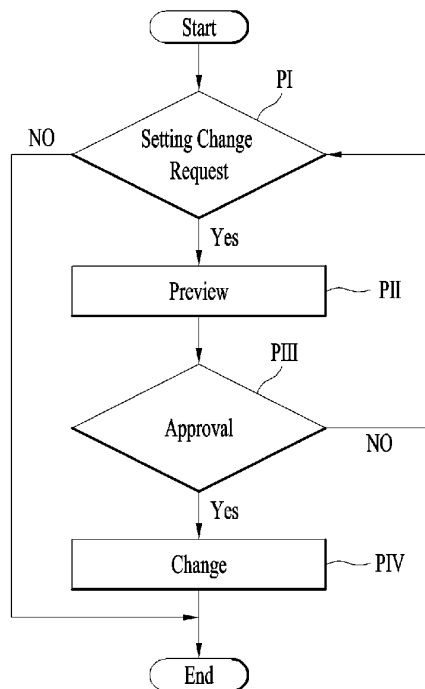 Start
PI
NO
Setting Change
Request
Yes
Preview
PII
PIII
Approval
NO
Yes
Change
PIV
End